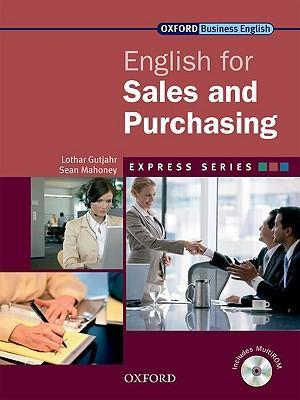 OXFORD Business English
English for
Sales and
Purchasing
Lothar Gutjahr
Sean Mahoney
EXPRESS SERIES
Includes MultiROM
OXFORD